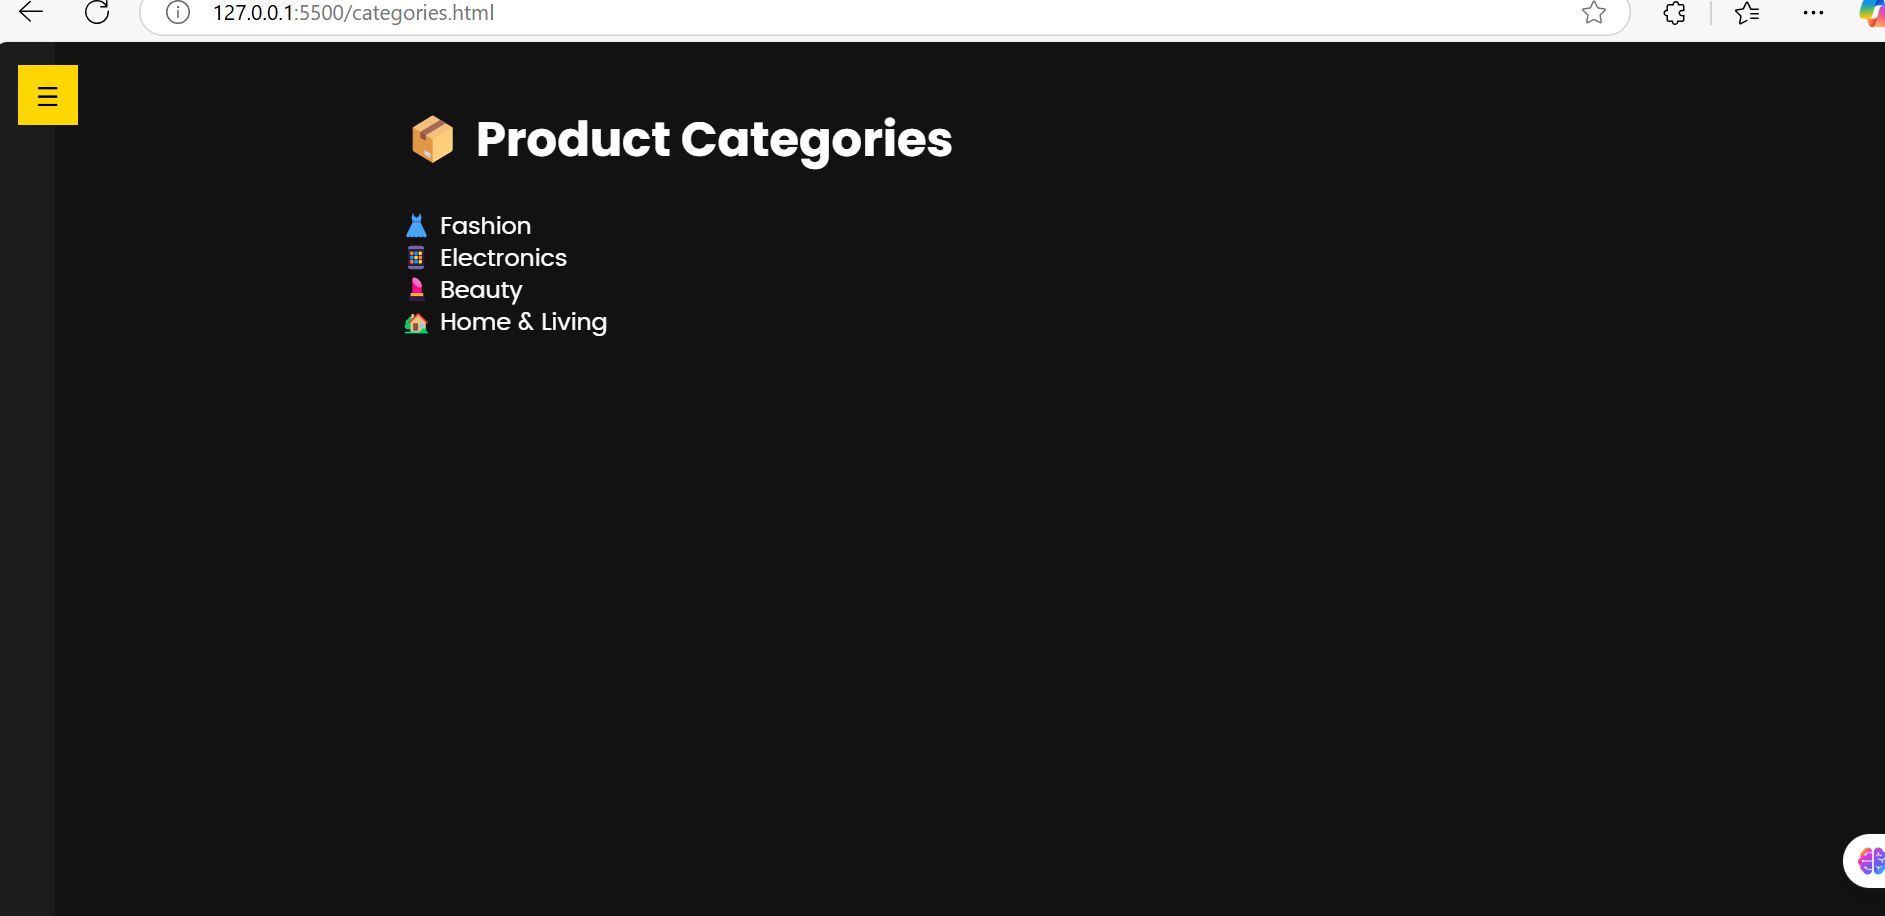 127.0.0.1:5500/categories.html
☰
📦 Product Categories
👗 Fashion
📱 Electronics
💄 Beauty
🏡 Home & Living